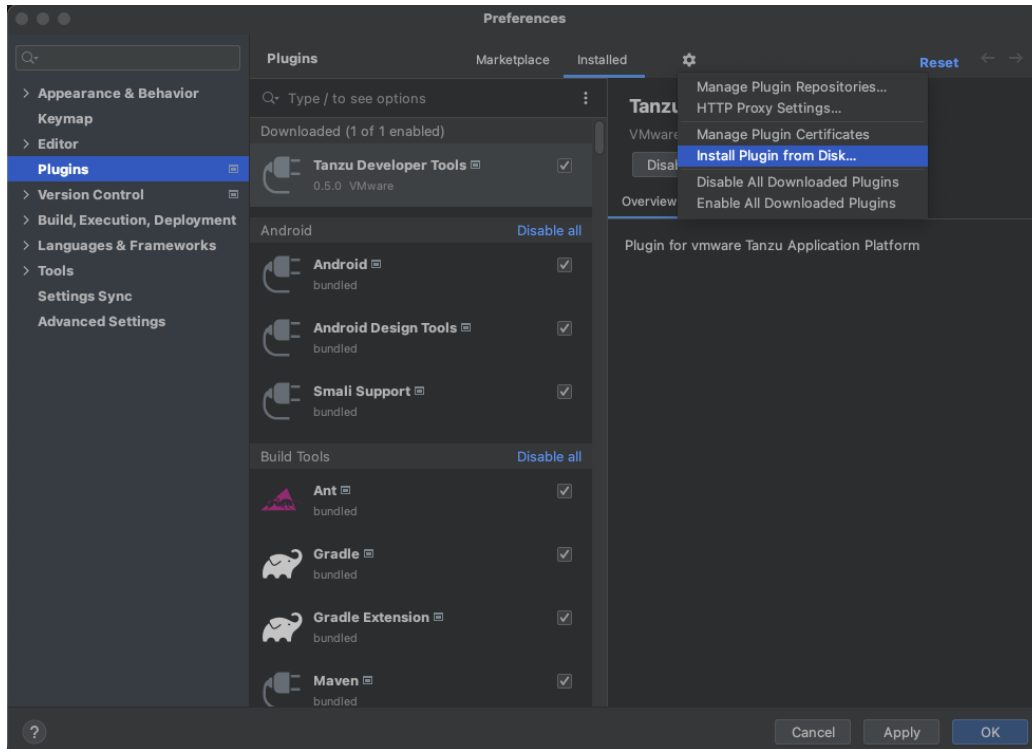 Preferences
Plugins
Marketplace
Installed
Reset
Appearance & Behavior
Keymap
Editor
Plugins
Version Control
Build, Execution, Deployment
Languages & Frameworks
Tools
Settings Sync
Advanced Settings
Type / to see options
Downloaded (1 of 1 enabled)
Tanzu Developer Tools
0.5.0 VMware
Android
Disable all
Android
bundled
Android Design Tools
bundled
Smali Support
bundled
Build Tools
Disable all
Ant
bundled
Gradle
bundled
Gradle Extension
bundled
Maven
bundled
Manage Plugin Repositories...
HTTP Proxy Settings...
Manage Plugin Certificates
Install Plugin from Disk...
Disable All Downloaded Plugins
Enable All Downloaded Plugins
Tanzu
VMware
Disal
Overview
Plugin for vmware Tanzu Application Platform
?
Cancel
Apply
OK